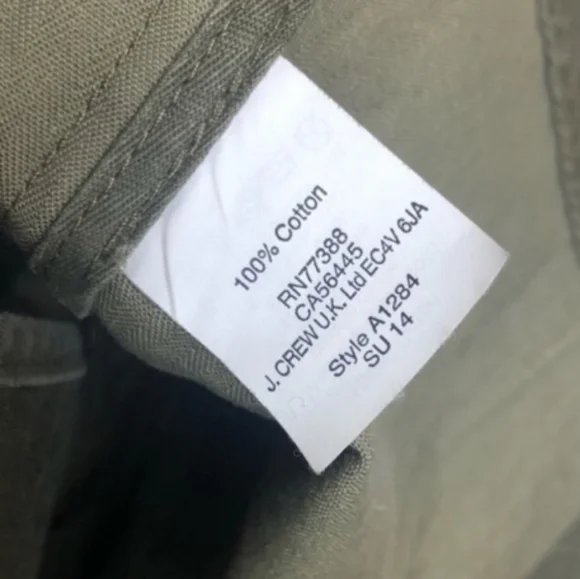 100% Cotton
RN77388
CA56445
J. CREW U.K. Ltd EC4V 6JA
Style A1284
SU 14